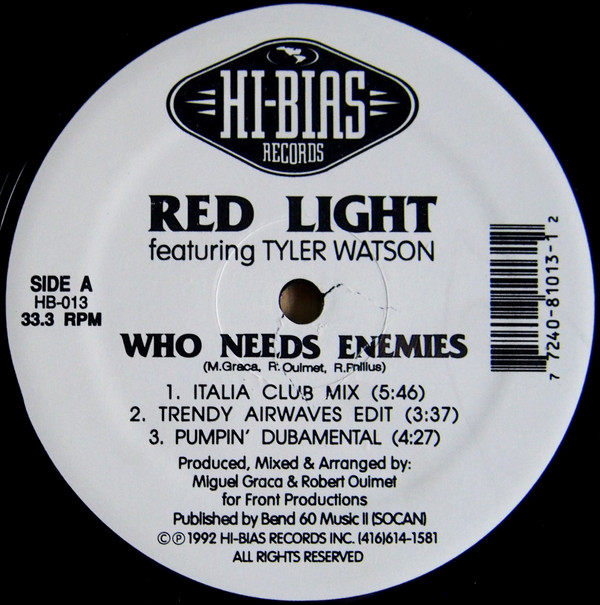 HI-BIAS
RECORDS
RED LIGHT
featuring TYLER WATSON
SIDE A
HB-013
33.3 RPM
7 7240-81013-1 2
WHO NEEDS ENEMIES
(M.Graca, R. Ouimet, R.Phillus)
1. ITALIA CLUB MIX (5:46)
2. TRENDY AIRWAVES EDIT (3:37)
3. PUMPIN' DUBAMENTAL (4:27)
Produced, Mixed & Arranged by:
Miguel Graca & Robert Ouimet
for Front Productions
Published by Bend 60 Music II (SOCAN)
©℗1992 HI-BIAS RECORDS INC. (416)614-1581
ALL RIGHTS RESERVED